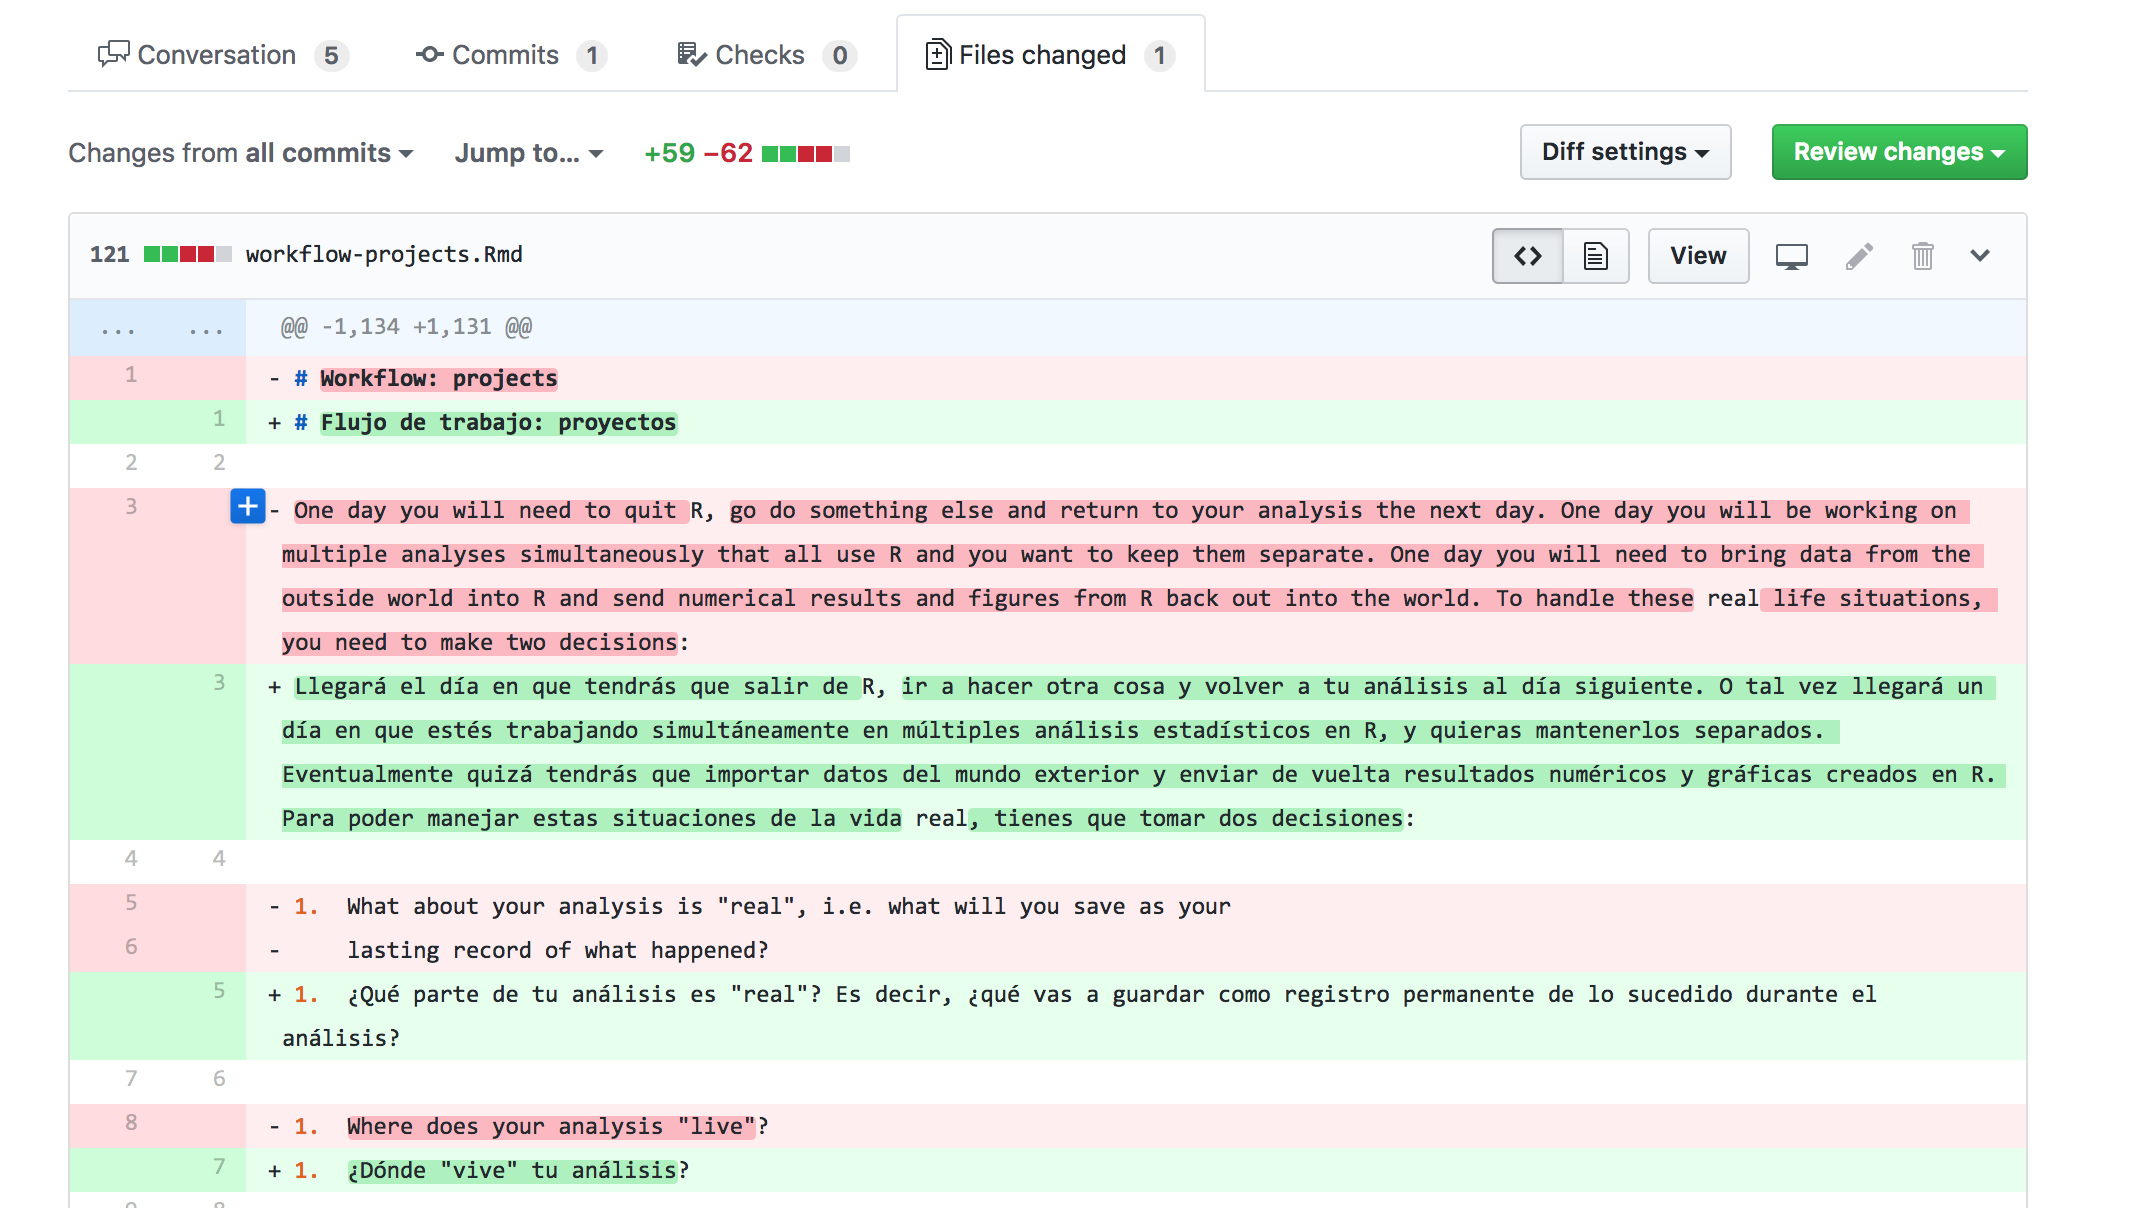 Conversation 5 Commits 1 Checks 0 Files changed 1
Changes from all commits Jump to... +59 −62 Diff settings Review changes
121 workflow-projects.Rmd View
... ... @@ -1,134 +1,131 @@
1 - # Workflow: projects
1 + # Flujo de trabajo: proyectos
2 2
3 - One day you will need to quit R, go do something else and return to your analysis the next day. One day you will be working on
multiple analyses simultaneously that all use R and you want to keep them separate. One day you will need to bring data from the
outside world into R and send numerical results and figures from R back out into the world. To handle these real life situations,
you need to make two decisions:
3 + Llegará el día en que tendrás que salir de R, ir a hacer otra cosa y volver a tu análisis al día siguiente. O tal vez llegará un
día en que estés trabajando simultáneamente en múltiples análisis estadísticos en R, y quieras mantenerlos separados.
Eventualmente quizá tendrás que importar datos del mundo exterior y enviar de vuelta resultados numéricos y gráficas creados en R.
Para poder manejar estas situaciones de la vida real, tienes que tomar dos decisiones:
4 4
5 - 1. What about your analysis is "real", i.e. what will you save as your
6 - lasting record of what happened?
5 + 1. ¿Qué parte de tu análisis es "real"? Es decir, ¿qué vas a guardar como registro permanente de lo sucedido durante el
análisis?
7 6
8 - 1. Where does your analysis "live"?
7 + 1. ¿Dónde "vive" tu análisis?
9 8